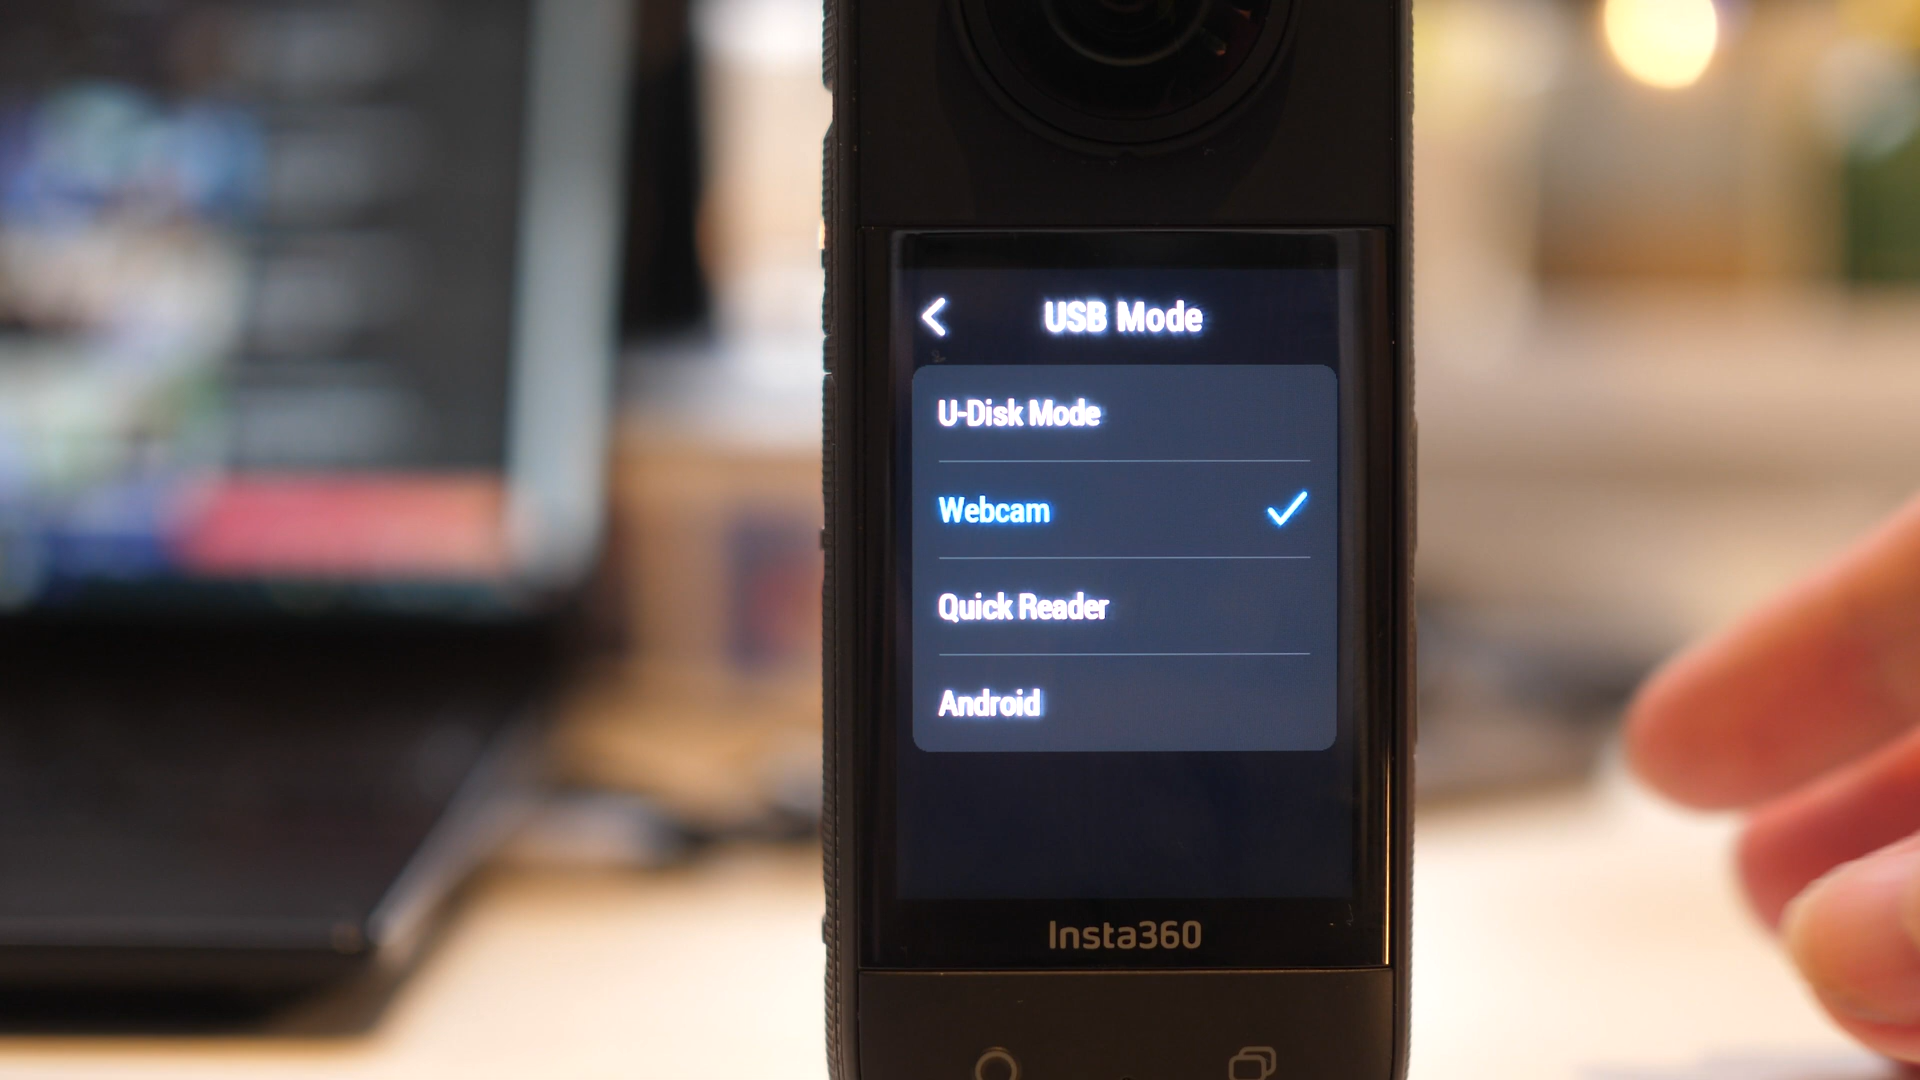 USB Mode
U-Disk Mode
Webcam
Quick Reader
Android
Insta360